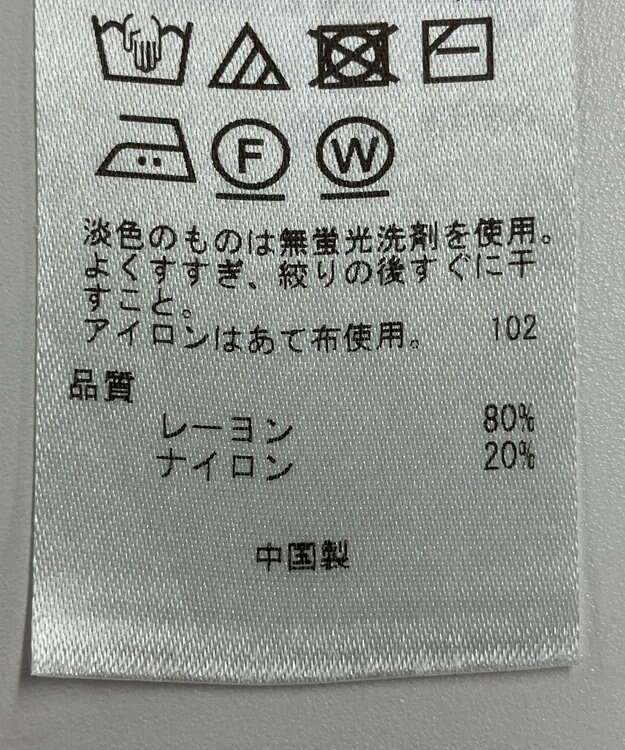 F W
淡色のものは無蛍光洗剤を使用。
よくすすぎ、絞りの後すぐに干
すこと。
アイロンはあて布使用。 102
品質
レーヨン 80%
ナイロン 20%
中国製